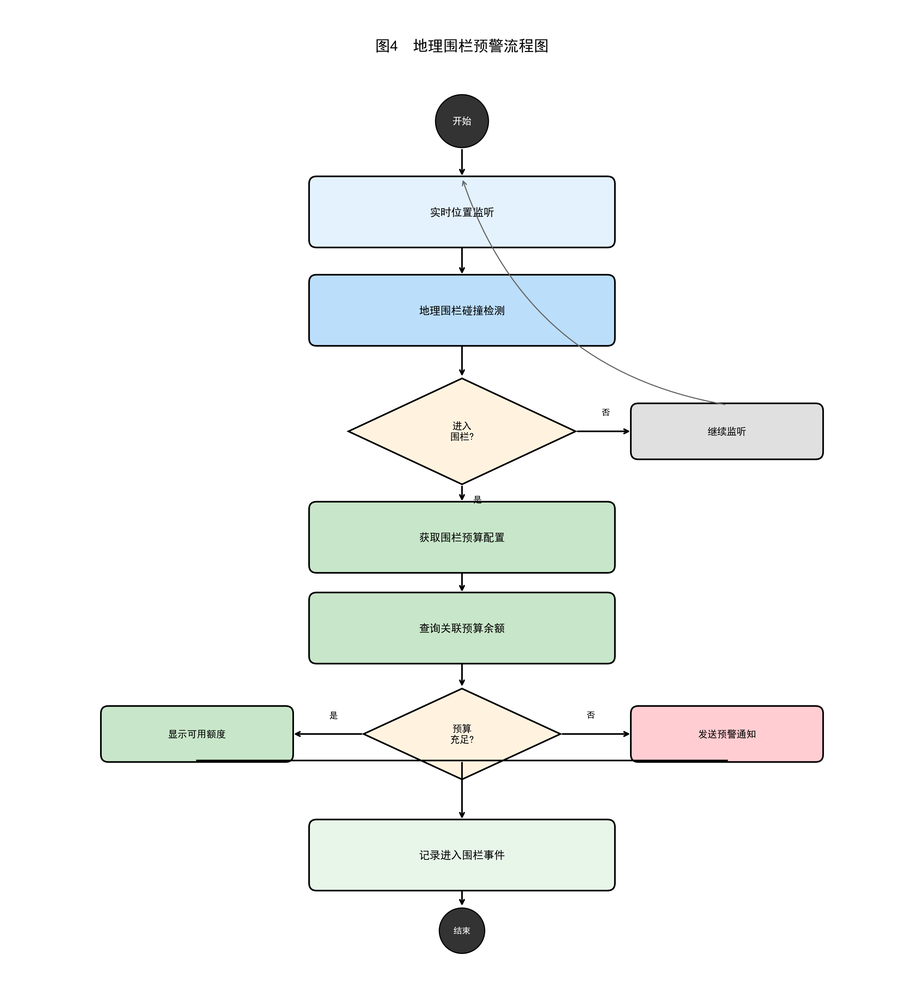 图4　地理围栏预警流程图
开始
实时位置监听
地理围栏碰撞检测
进入
围栏?
否
继续监听
是
获取围栏预算配置
查询关联预算余额
是
显示可用额度
预算
充足?
否
发送预警通知
记录进入围栏事件
结束